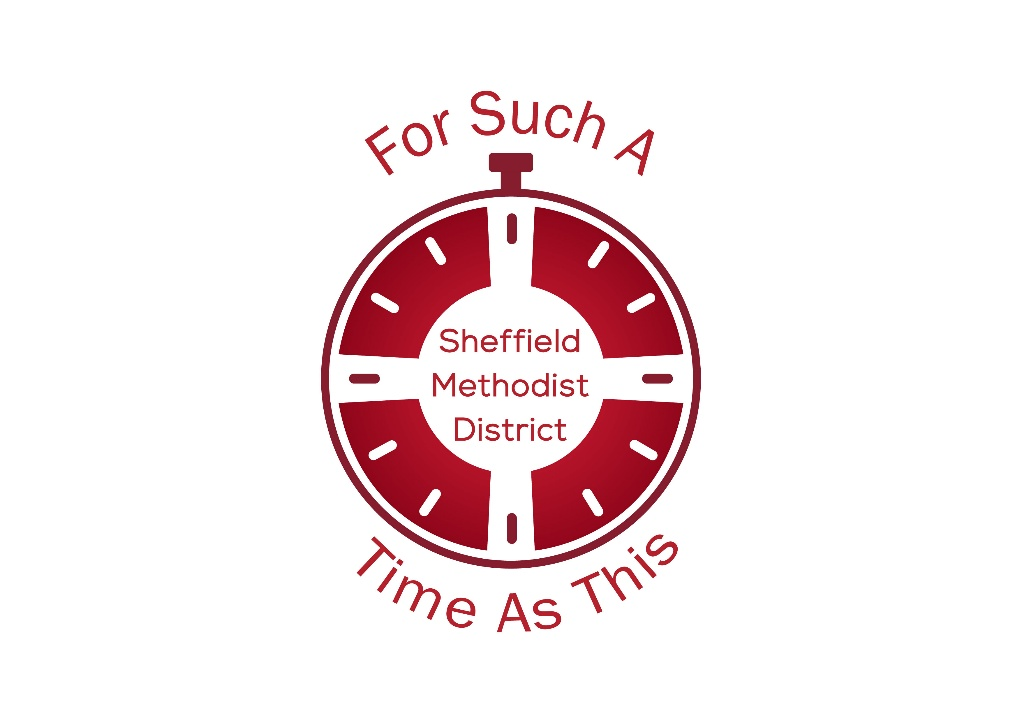 For Such A
Sheffield
Methodist
District
Time As This